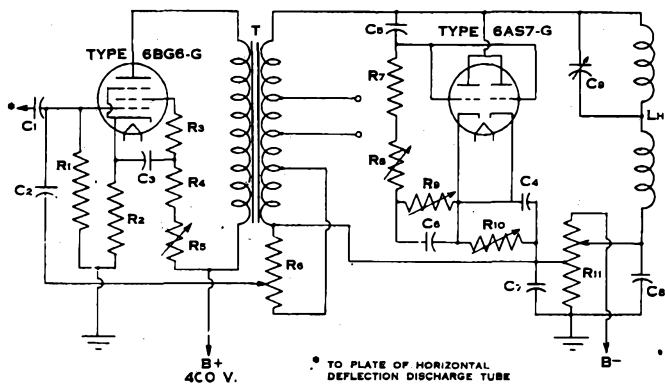 TYPE 6BG6-G
T
C5
TYPE 6AS7-G
R7
C9
*
C1
R3
LH
C2
R1
C3
R4
R8
R2
R9
C4
R5
R6
C6
R10
R11
C7
C8
B+
400 V.
B-
* TO PLATE OF HORIZONTAL
DEFLECTION DISCHARGE TUBE